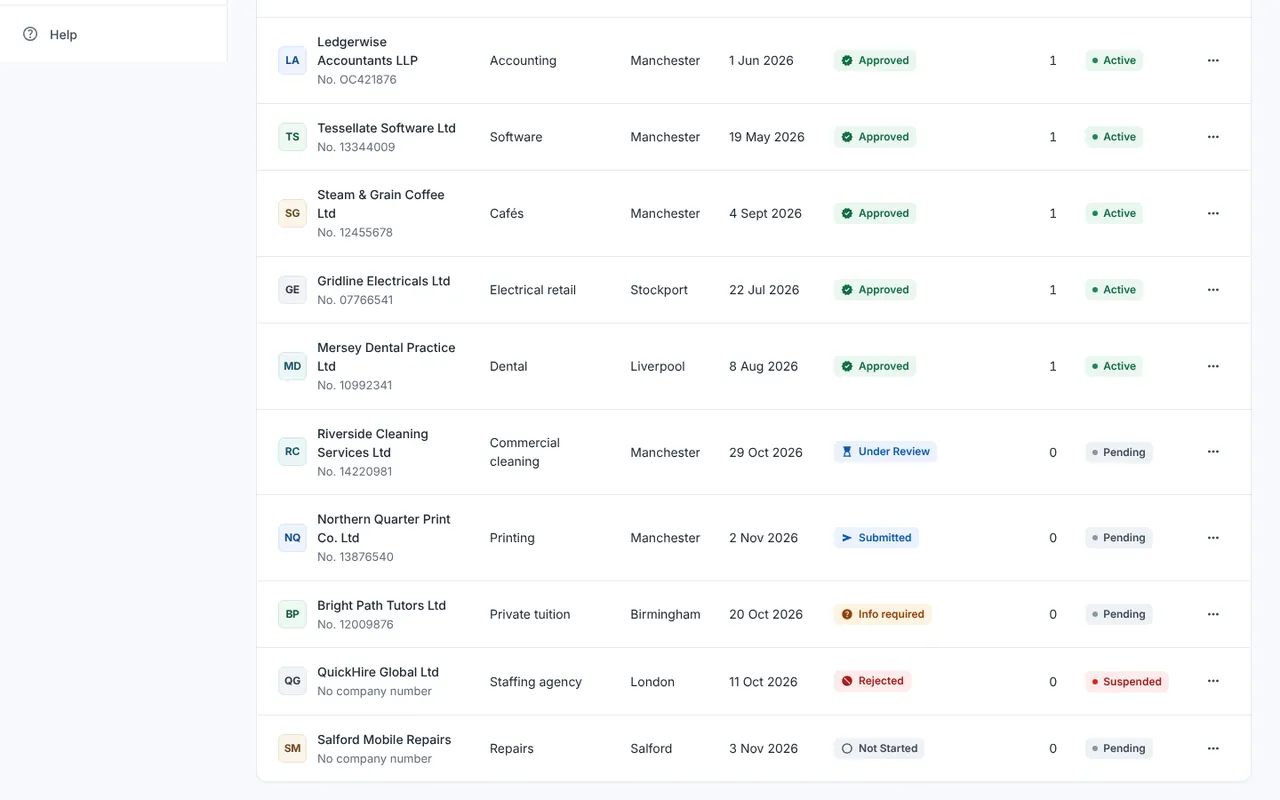 Help
LA
Ledgerwise
Accountants LLP
No. OC421876
Accounting
Manchester
1 Jun 2026
Approved
1
Active
TS
Tessellate Software Ltd
No. 13344009
Software
Manchester
19 May 2026
Approved
1
Active
SG
Steam & Grain Coffee
Ltd
No. 12455678
Cafés
Manchester
4 Sept 2026
Approved
1
Active
GE
Gridline Electricals Ltd
No. 07766541
Electrical retail
Stockport
22 Jul 2026
Approved
1
Active
MD
Mersey Dental Practice
Ltd
No. 10992341
Dental
Liverpool
8 Aug 2026
Approved
1
Active
RC
Riverside Cleaning
Services Ltd
No. 14220981
Commercial
cleaning
Manchester
29 Oct 2026
Under Review
0
Pending
NQ
Northern Quarter Print
Co. Ltd
No. 13876540
Printing
Manchester
2 Nov 2026
Submitted
0
Pending
BP
Bright Path Tutors Ltd
No. 12009876
Private tuition
Birmingham
20 Oct 2026
Info required
0
Pending
QG
QuickHire Global Ltd
No company number
Staffing agency
London
11 Oct 2026
Rejected
0
Suspended
SM
Salford Mobile Repairs
No company number
Repairs
Salford
3 Nov 2026
Not Started
0
Pending